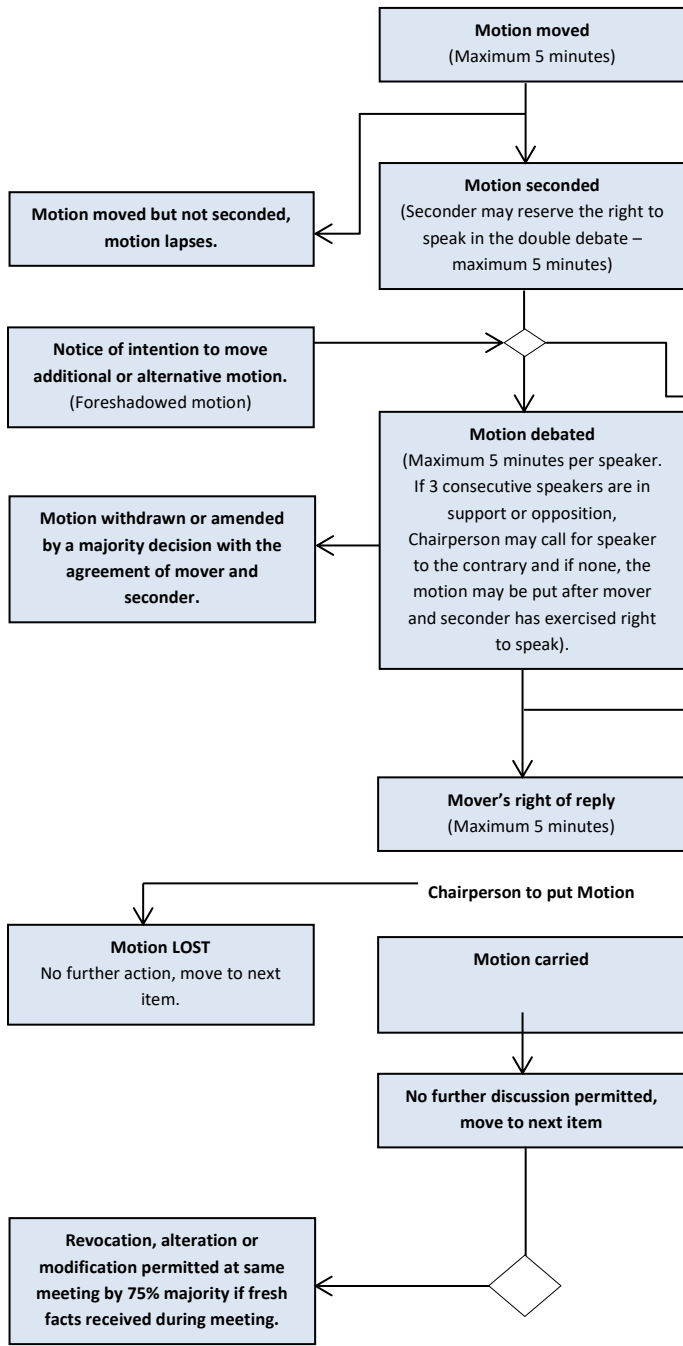 Motion moved
(Maximum 5 minutes)
Motion seconded
(Seconder may reserve the right to
speak in the double debate –
maximum 5 minutes)
Motion moved but not seconded,
motion lapses.
Notice of intention to move
additional or alternative motion.
(Foreshadowed motion)
Motion debated
(Maximum 5 minutes per speaker.
If 3 consecutive speakers are in
support or opposition,
Chairperson may call for speaker
to the contrary and if none, the
motion may be put after mover
and seconder has exercised right
to speak).
Motion withdrawn or amended
by a majority decision with the
agreement of mover and
seconder.
Mover’s right of reply
(Maximum 5 minutes)
Chairperson to put Motion
Motion LOST
No further action, move to next
item.
Motion carried
No further discussion permitted,
move to next item
Revocation, alteration or
modification permitted at same
meeting by 75% majority if fresh
facts received during meeting.